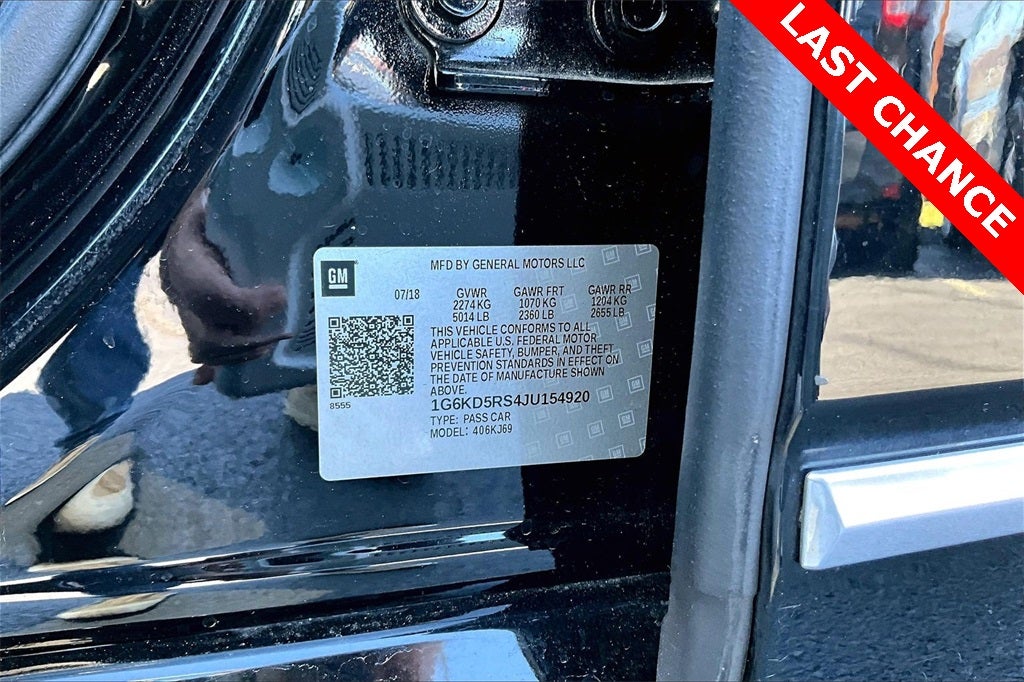 LAST CHANCE
GM
MFD BY GENERAL MOTORS LLC
07/18 GVWR GAWR FRT GAWR RR
2274 KG 1070 KG 1204 KG
5014 LB 2360 LB 2655 LB
THIS VEHICLE CONFORMS TO ALL
APPLICABLE U.S. FEDERAL MOTOR
VEHICLE SAFETY, BUMPER, AND THEFT
PREVENTION STANDARDS IN EFFECT ON
THE DATE OF MANUFACTURE SHOWN
ABOVE.
8555
1G6KD5RS4JU154920
TYPE: PASS CAR
MODEL: 406KJ69